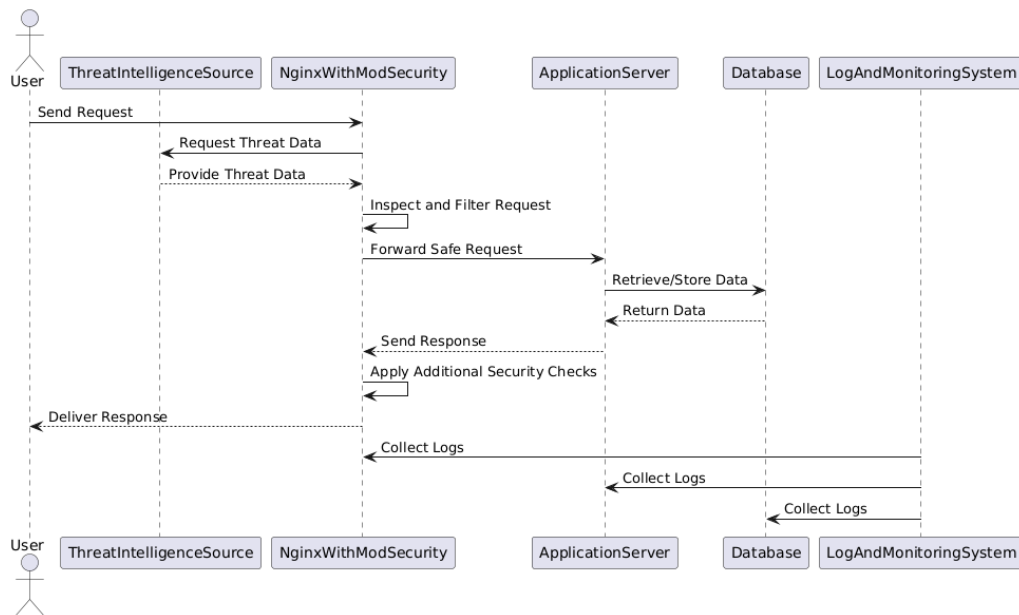 User
ThreatIntelligenceSource
NginxWithModSecurity
ApplicationServer
Database
LogAndMonitoringSystem
Send Request
Request Threat Data
Provide Threat Data
Inspect and Filter Request
Forward Safe Request
Retrieve/Store Data
Return Data
Send Response
Apply Additional Security Checks
Deliver Response
Collect Logs
Collect Logs
Collect Logs
User
ThreatIntelligenceSource
NginxWithModSecurity
ApplicationServer
Database
LogAndMonitoringSystem